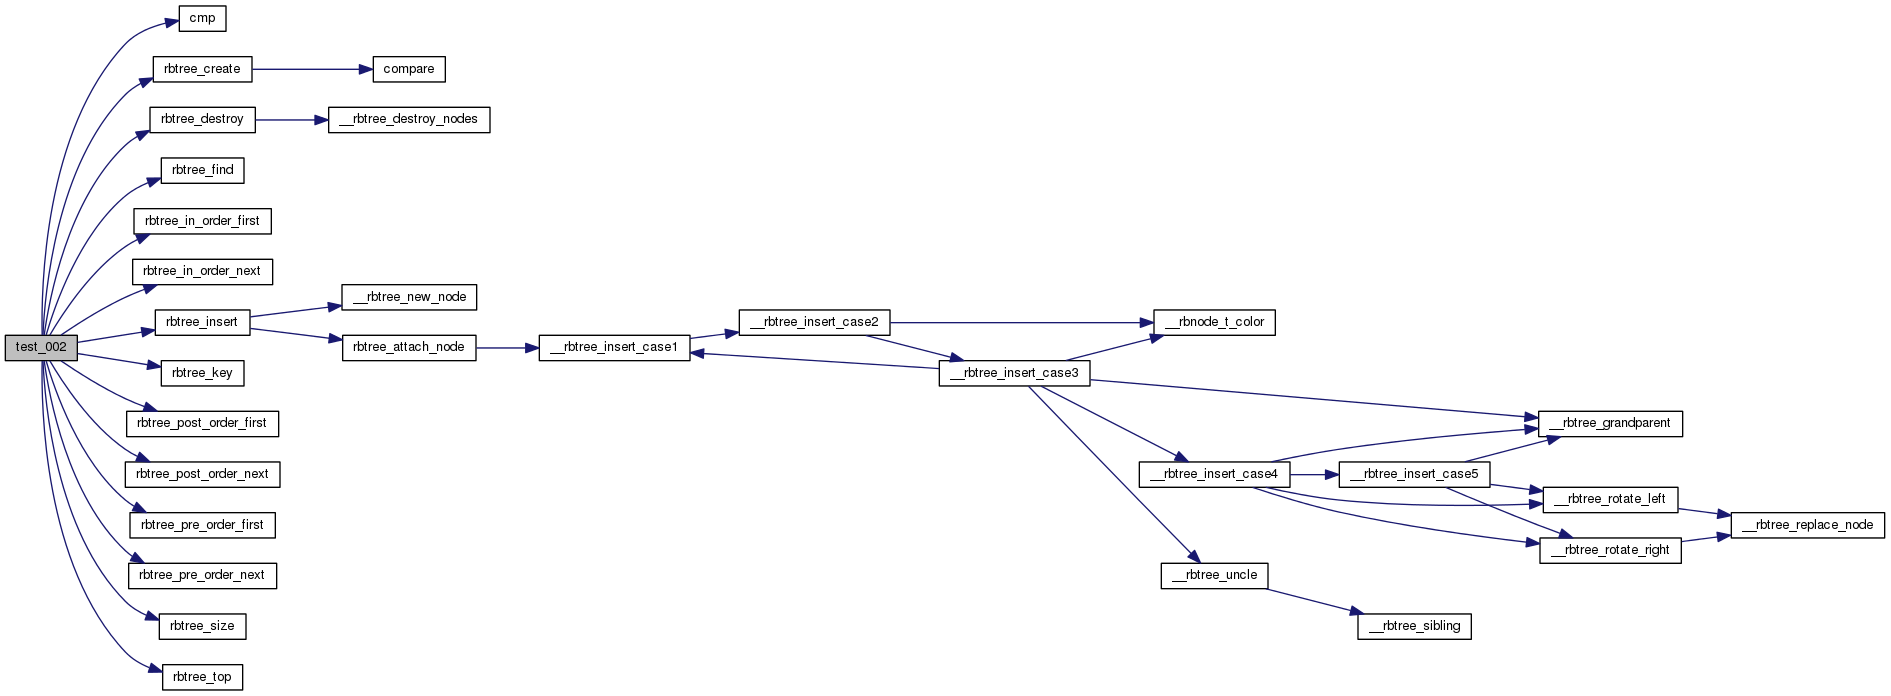 cmp
rbtree_create
compare
rbtree_destroy
__rbtree_destroy_nodes
rbtree_find
rbtree_in_order_first
rbtree_in_order_next
__rbtree_new_node
rbtree_insert
__rbtree_insert_case2
__rbnode_t_color
test_002
rbtree_attach_node
__rbtree_insert_case1
rbtree_key
__rbtree_insert_case3
rbtree_post_order_first
__rbtree_grandparent
rbtree_post_order_next
__rbtree_insert_case4
__rbtree_insert_case5
__rbtree_rotate_left
rbtree_pre_order_first
__rbtree_replace_node
__rbtree_rotate_right
rbtree_pre_order_next
__rbtree_uncle
rbtree_size
__rbtree_sibling
rbtree_top